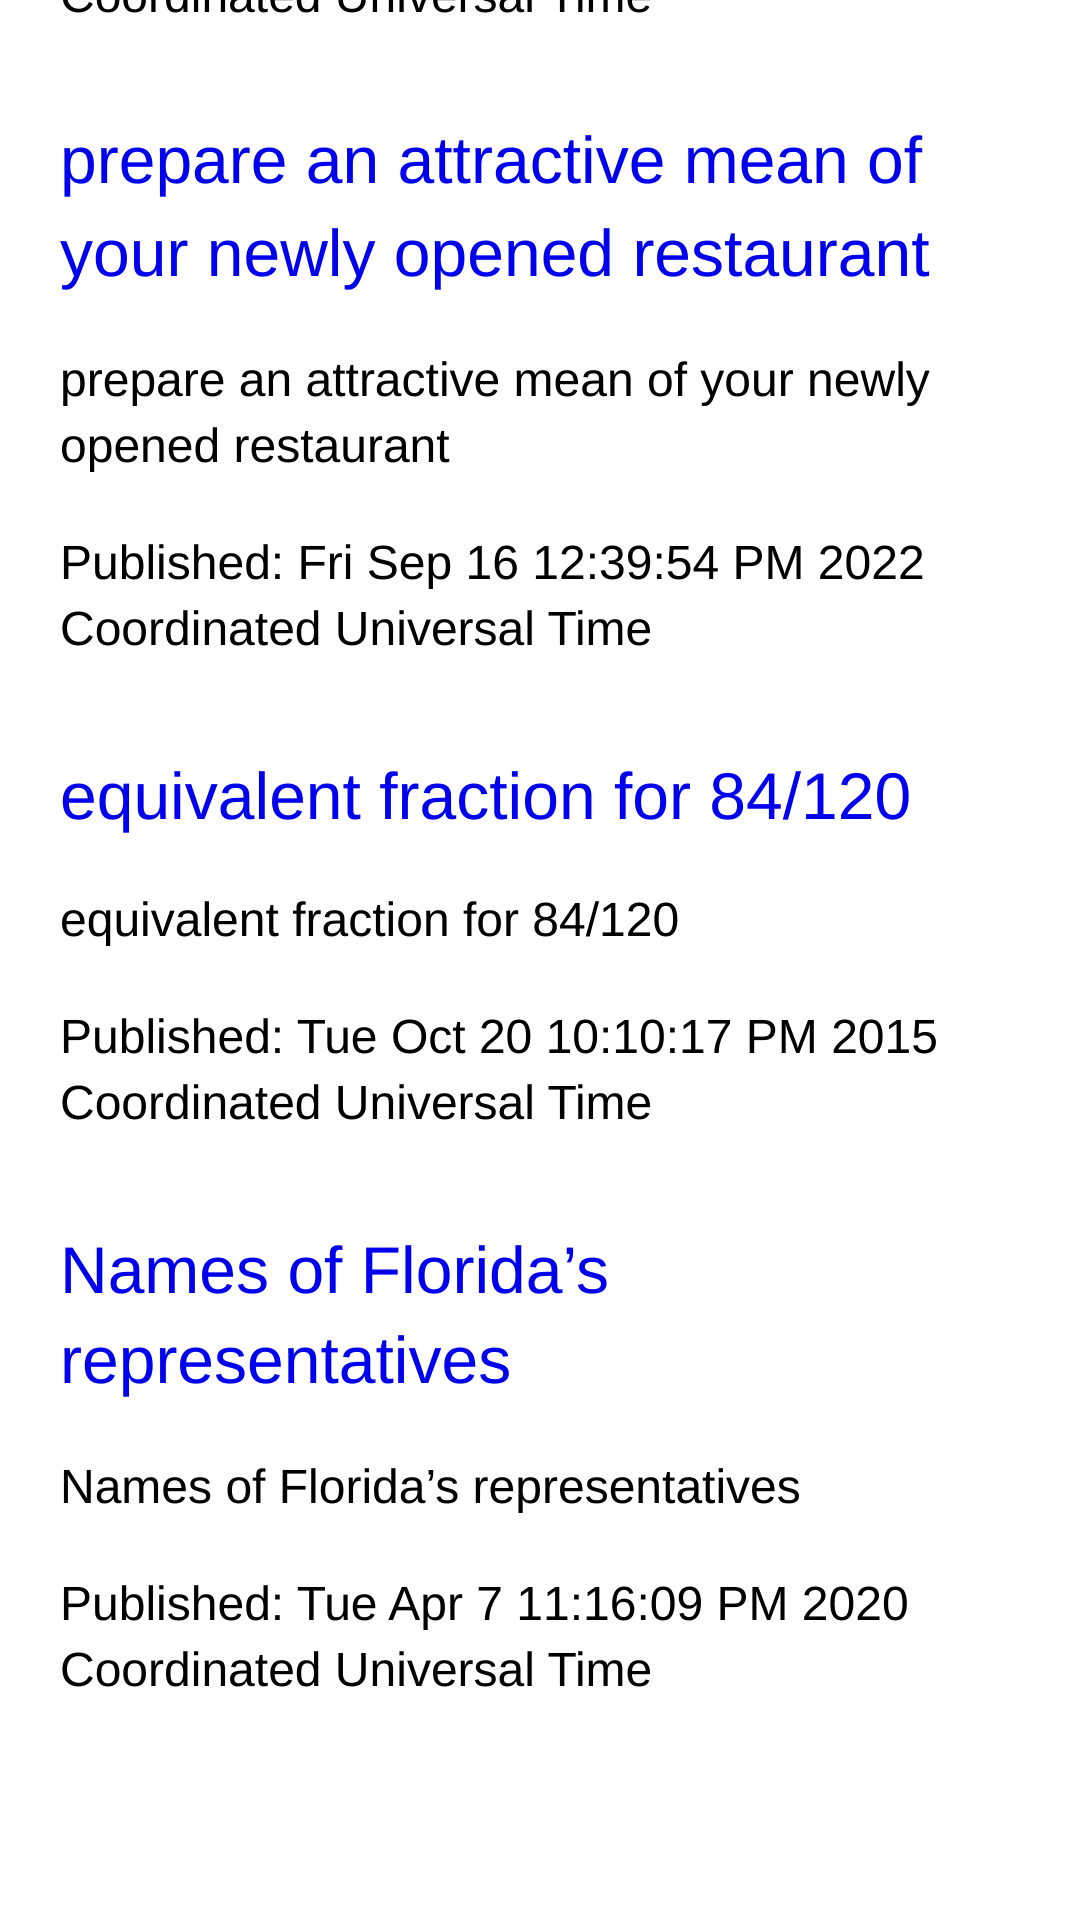 Coordinated Universal Time
prepare an attractive mean of
your newly opened restaurant
prepare an attractive mean of your newly
opened restaurant
Published: Fri Sep 16 12:39:54 PM 2022
Coordinated Universal Time
equivalent fraction for 84/120
equivalent fraction for 84/120
Published: Tue Oct 20 10:10:17 PM 2015
Coordinated Universal Time
Names of Florida’s
representatives
Names of Florida’s representatives
Published: Tue Apr 7 11:16:09 PM 2020
Coordinated Universal Time